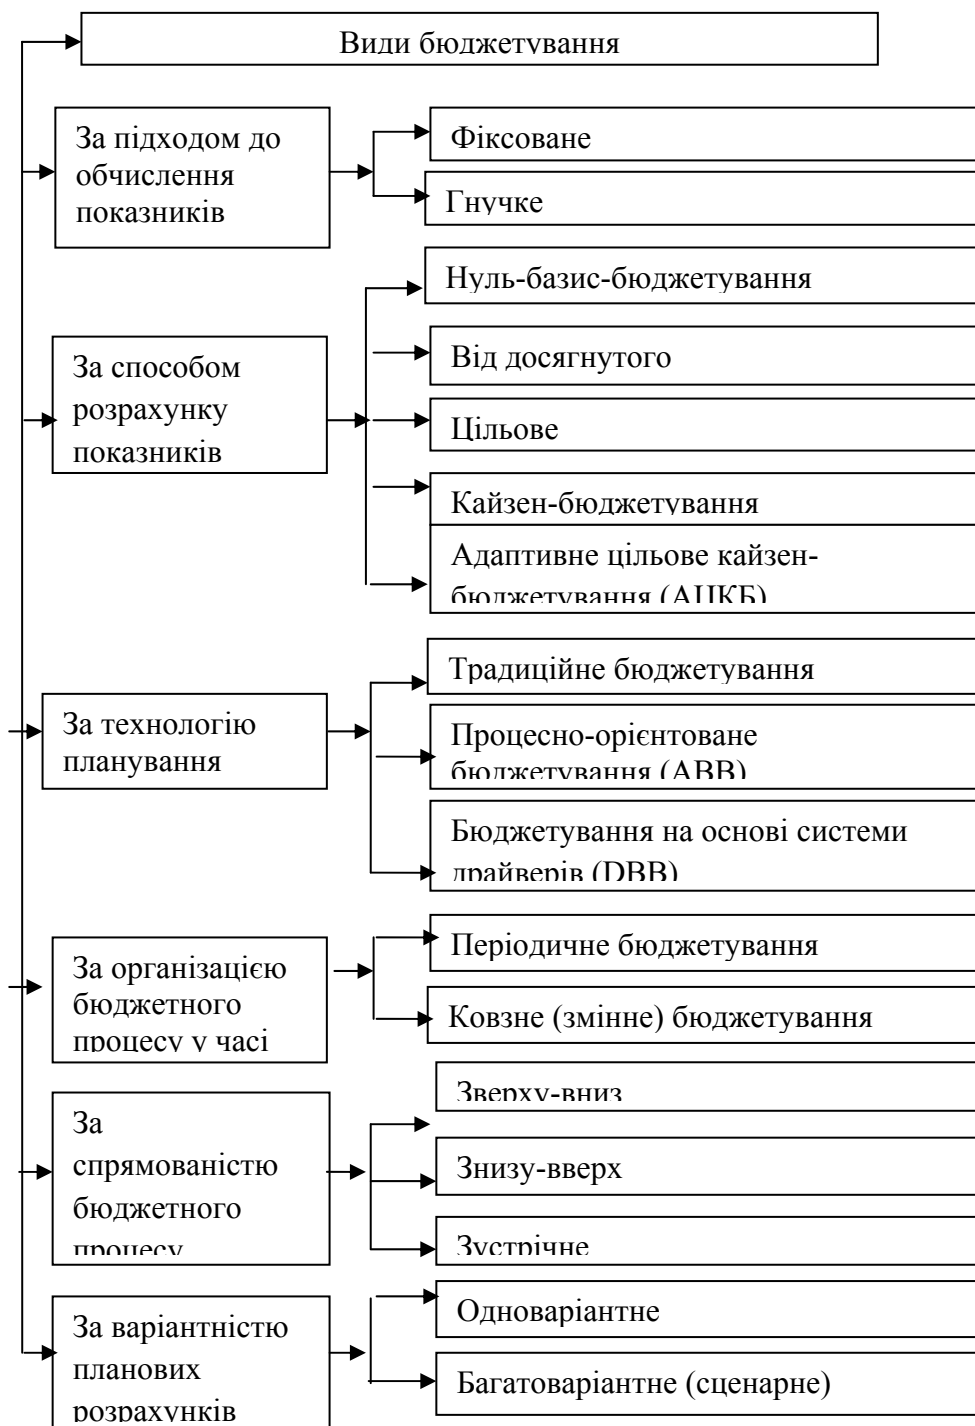 Види бюджетування
За підходом до
обчислення
показників
Фіксоване
Гнучке
За способом
розрахунку
показників
Нуль-базис-бюджетування
Від досягнутого
Цільове
Кайзен-бюджетування
Адаптивне цільове кайзен-
бюджетування (АЦКБ)
За технологію
планування
Традиційне бюджетування
Процесно-орієнтоване
бюджетування (АВВ)
Бюджетування на основі системи
драйверів (DBB)
За організацією
бюджетного
процесу у часі
Періодичне бюджетування
Ковзне (змінне) бюджетування
За
спрямованістю
бюджетного
процесу
Зверху-вниз
Знизу-вверх
Зустрічне
За варіантністю
планових
розрахунків
Одноваріантне
Багатоваріантне (сценарне)